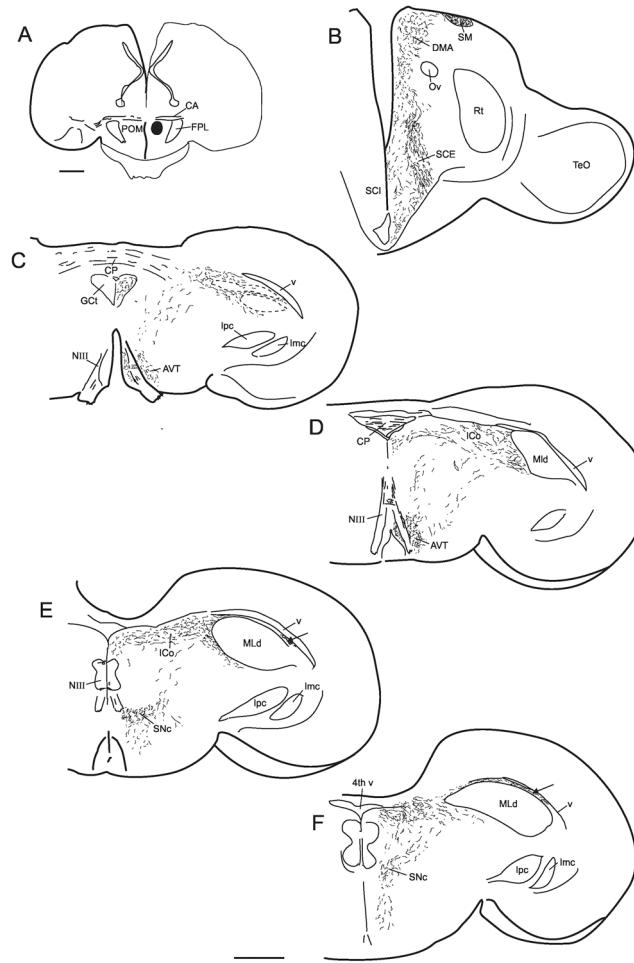 A
CA
POM
FPL
B
SM
DMA
Ov
Rt
SCE
TeO
SCI
C
CP
GCt
v
Ipc
Imc
NIII
AVT
D
CP
ICo
Mld
v
NIII
AVT
E
v
ICo
MLd
NIII
Ipc
Imc
SNc
F
4th v
MLd
v
Ipc
Imc
SNc